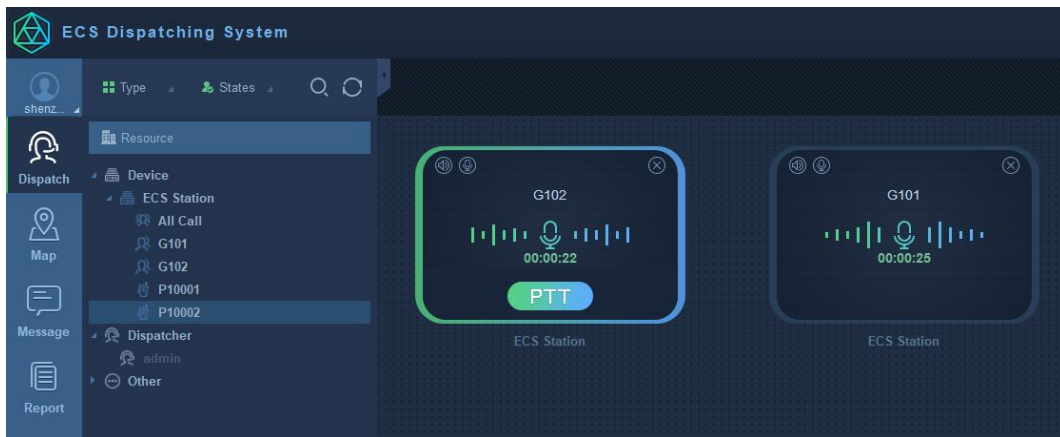 ECS Dispatching System
shenz...
Type
States
Resource
Dispatch
Map
Message
Report
Device
ECS Station
All Call
G101
G102
P10001
P10002
Dispatcher
admin
Other
G102
00:00:22
PTT
ECS Station
G101
00:00:25
ECS Station